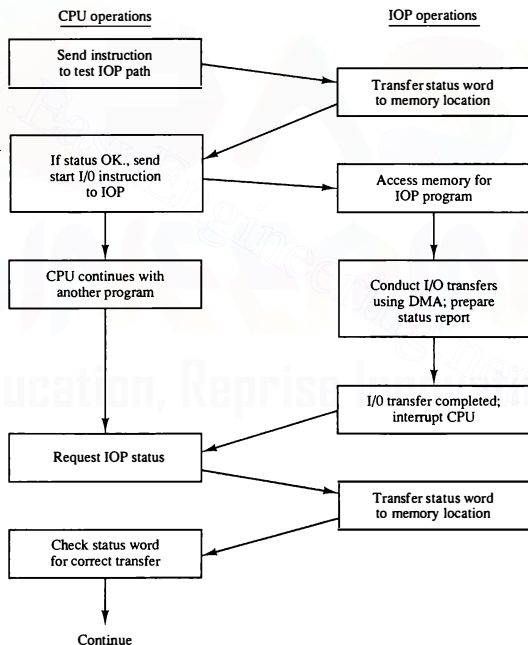 CPU operations
IOP operations
Send instruction
to test IOP path
Transfer status word
to memory location
If status OK., send
start I/0 instruction
to IOP
Access memory for
IOP program
CPU continues with
another program
Conduct I/O transfers
using DMA; prepare
status report
I/0 transfer completed;
interrupt CPU
Request IOP status
Transfer status word
to memory location
Check status word
for correct transfer
Continue